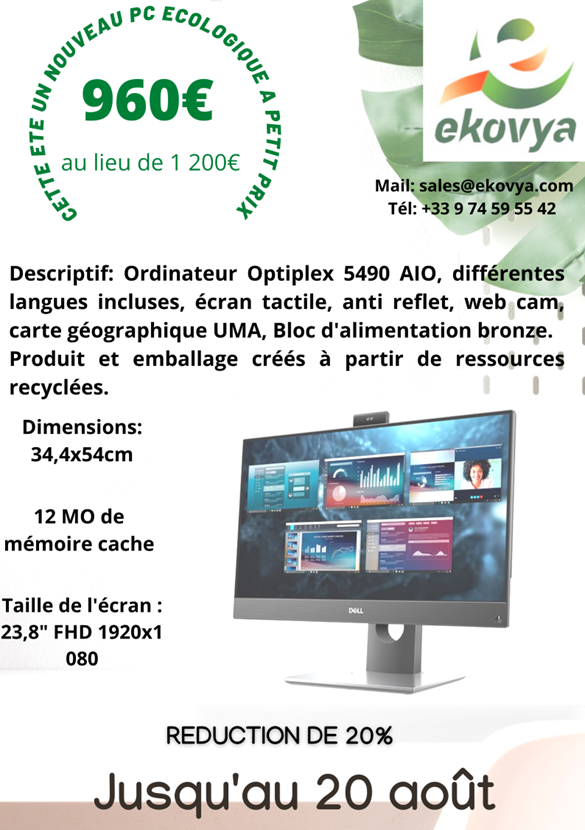 CETTE ETE UN NOUVEAU PC ECOLOGIQUE A PETIT PRIX
960€
au lieu de 1 200€
ekovya
Mail: sales@ekovya.com
Tél: +33 9 74 59 55 42
Descriptif: Ordinateur Optiplex 5490 AIO, différentes
langues incluses, écran tactile, anti reflet, web cam,
carte géographique UMA, Bloc d'alimentation bronze.
Produit et emballage créés à partir de ressources
recyclées.
Dimensions:
34,4x54cm
12 MO de
mémoire cache
Taille de l'écran :
23,8" FHD 1920x1
080
DELL
REDUCTION DE 20%
Jusqu'au 20 août